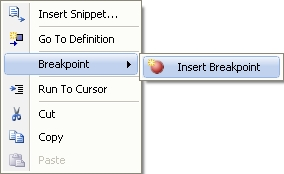 Insert Snippet...
Go To Definition
Breakpoint
Insert Breakpoint
Run To Cursor
Cut
Copy
Paste